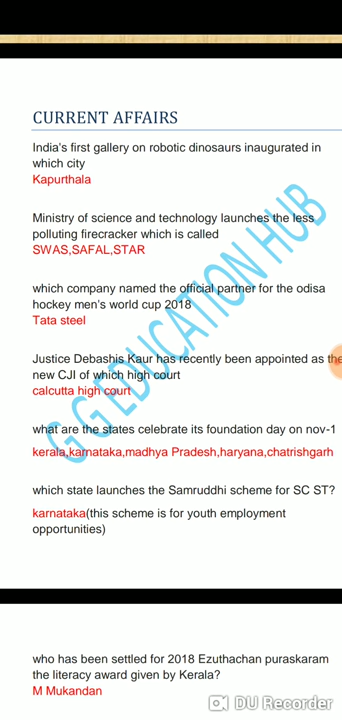 CURRENT AFFAIRS
India's first gallery on robotic dinosaurs inaugurated in
which city
Kapurthala
Ministry of science and technology launches the less
polluting firecracker which is called
SWAS,SAFAL,STAR
which company named the official partner for the odisa
hockey men's world cup 2018
Tata steel
Justice Debashis Kaur has recently been appointed as the
new CJI of which high court
calcutta high court
what are the states celebrate its foundation day on nov-1
kerala,karnataka,madhya Pradesh,haryana,chatrishgarh
which state launches the Samruddhi scheme for SC ST?
karnataka(this scheme is for youth employment
opportunities)
G G EDUCATION HUB
who has been settled for 2018 Ezuthachan puraskaram
the literacy award given by Kerala?
M Mukandan
DU Recorder